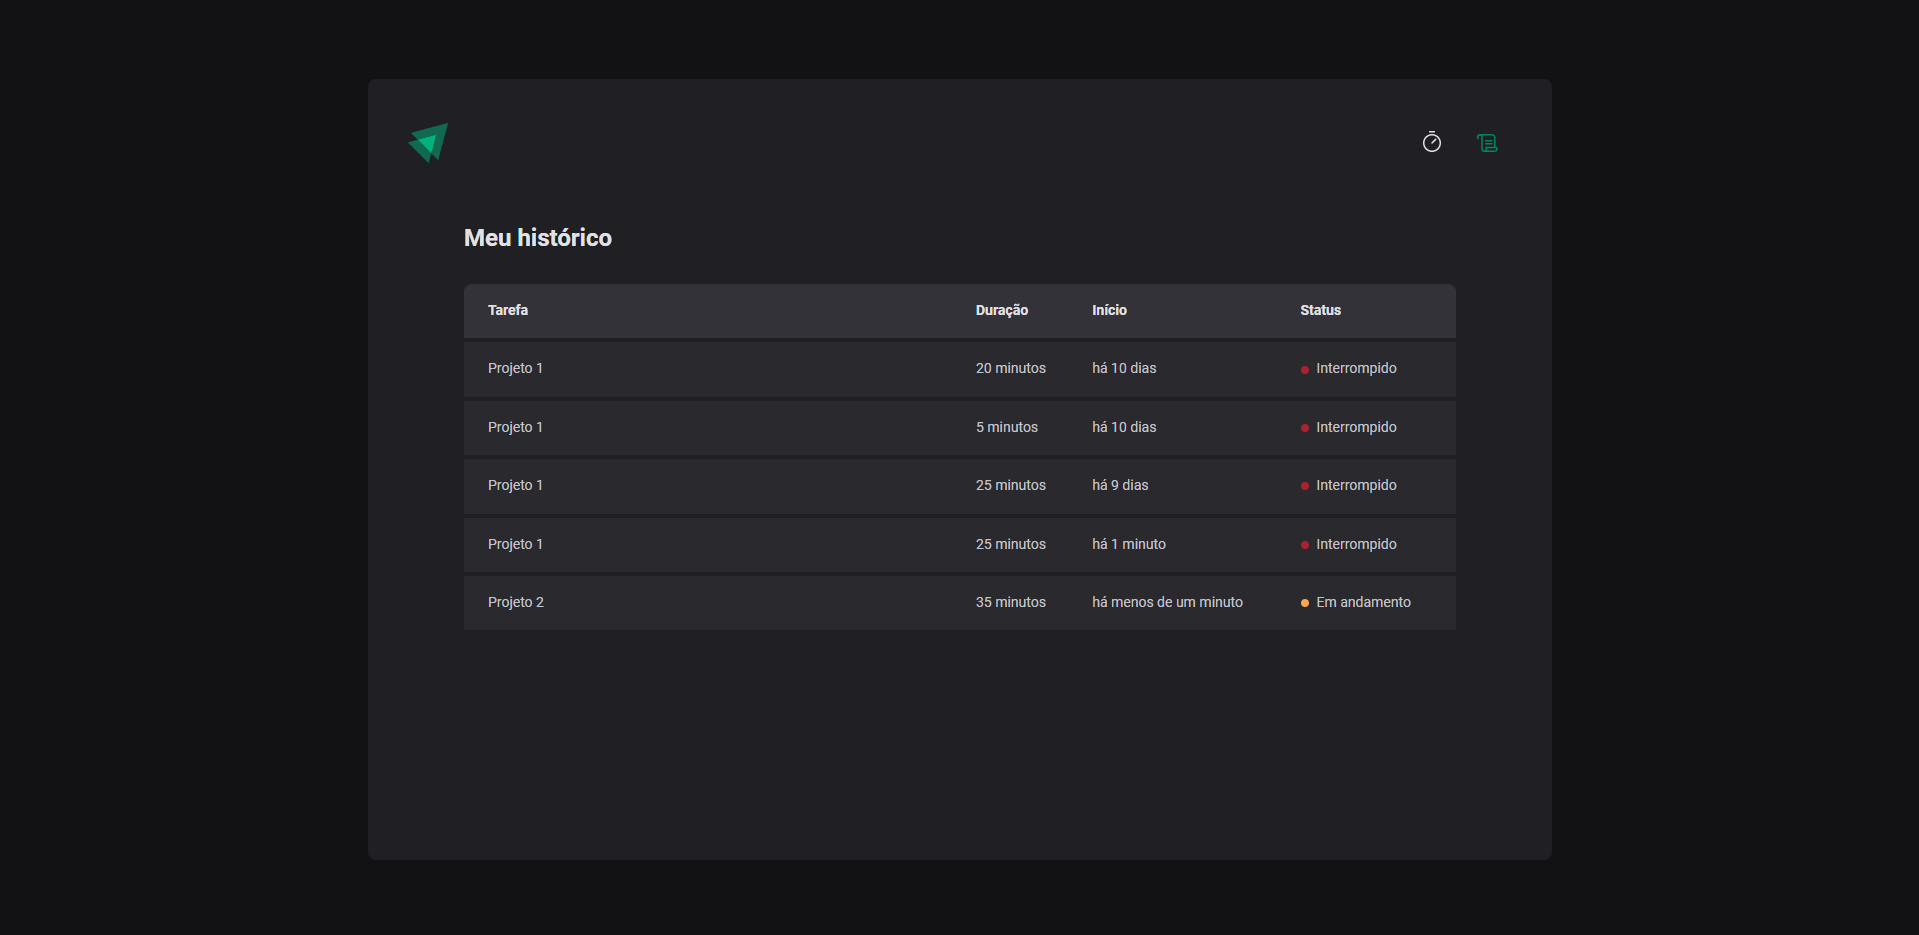 Meu histórico
Tarefa Duração Início Status
Projeto 1 20 minutos há 10 dias Interrompido
Projeto 1 5 minutos há 10 dias Interrompido
Projeto 1 25 minutos há 9 dias Interrompido
Projeto 1 25 minutos há 1 minuto Interrompido
Projeto 2 35 minutos há menos de um minuto Em andamento